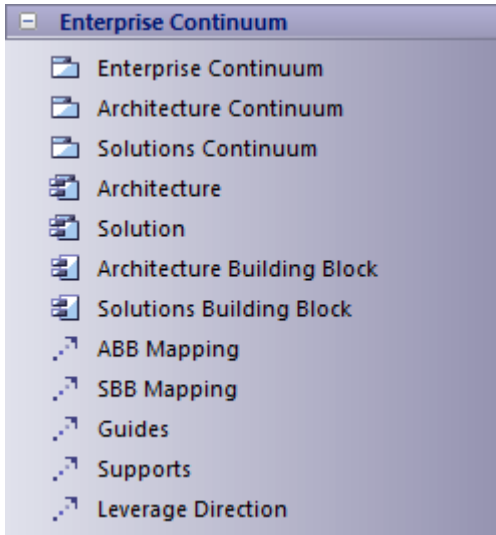 Enterprise Continuum
Enterprise Continuum
Architecture Continuum
Solutions Continuum
Architecture
Solution
Architecture Building Block
Solutions Building Block
ABB Mapping
SBB Mapping
Guides
Supports
Leverage Direction